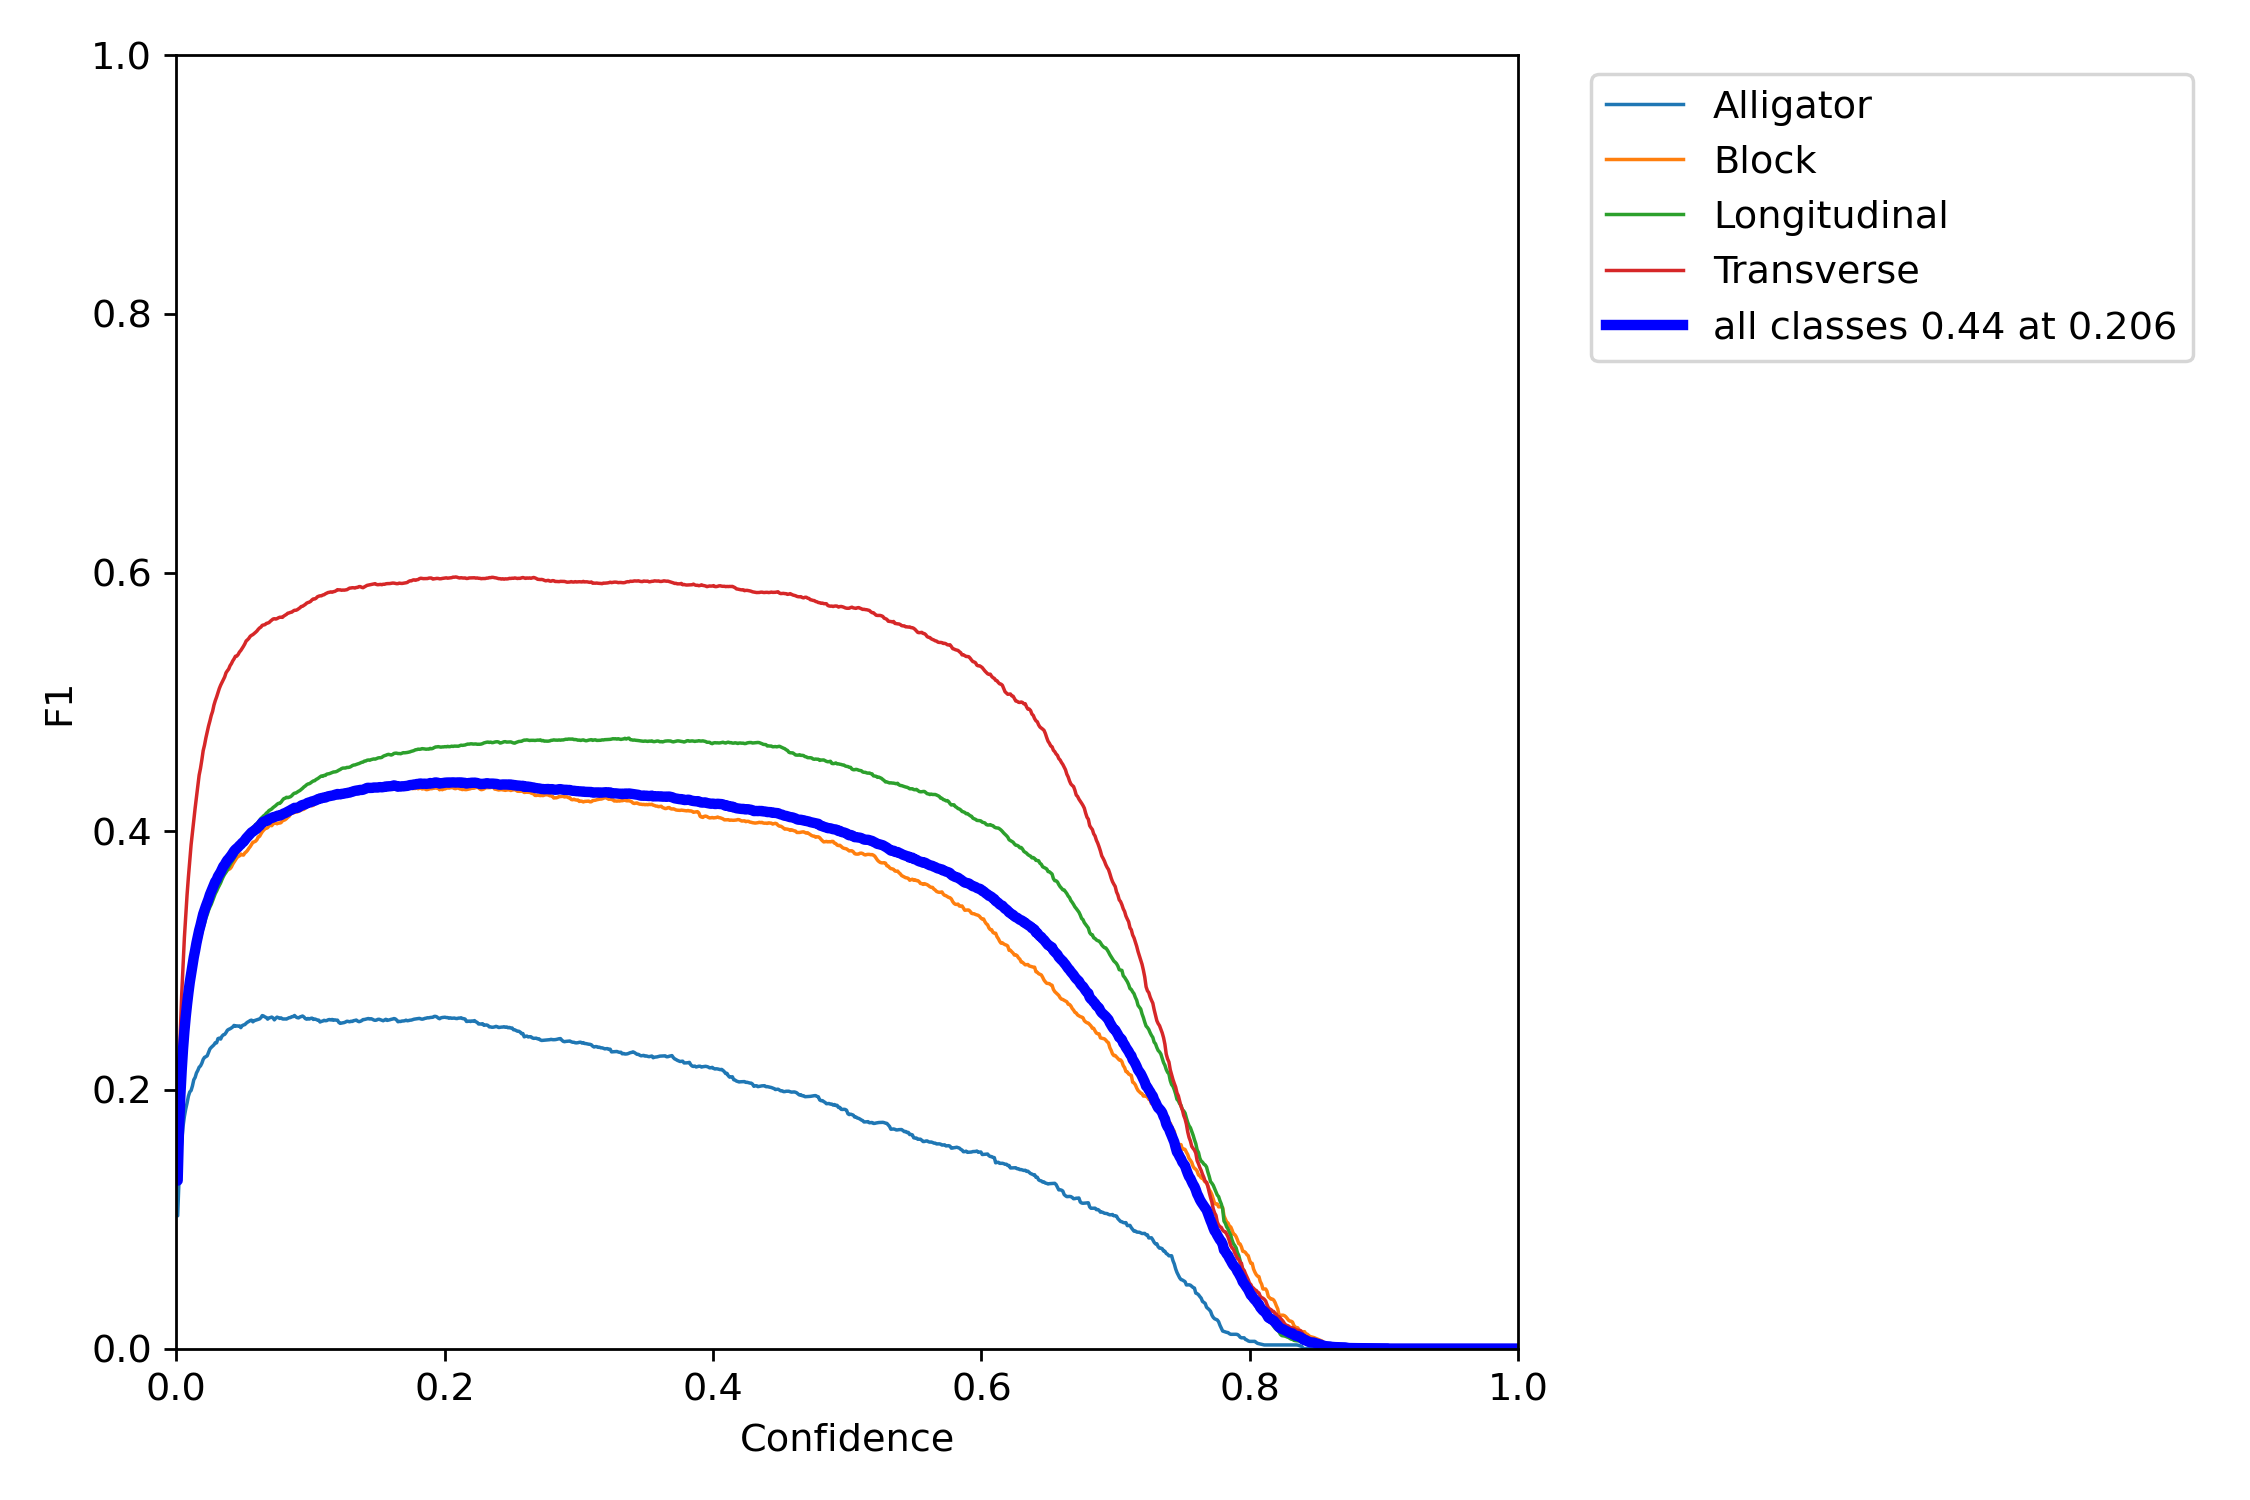 1.0
0.8
0.6
0.4
0.2
0.0
F1
0.0 0.2 0.4 0.6 0.8 1.0
Confidence
Alligator
Block
Longitudinal
Transverse
all classes 0.44 at 0.206